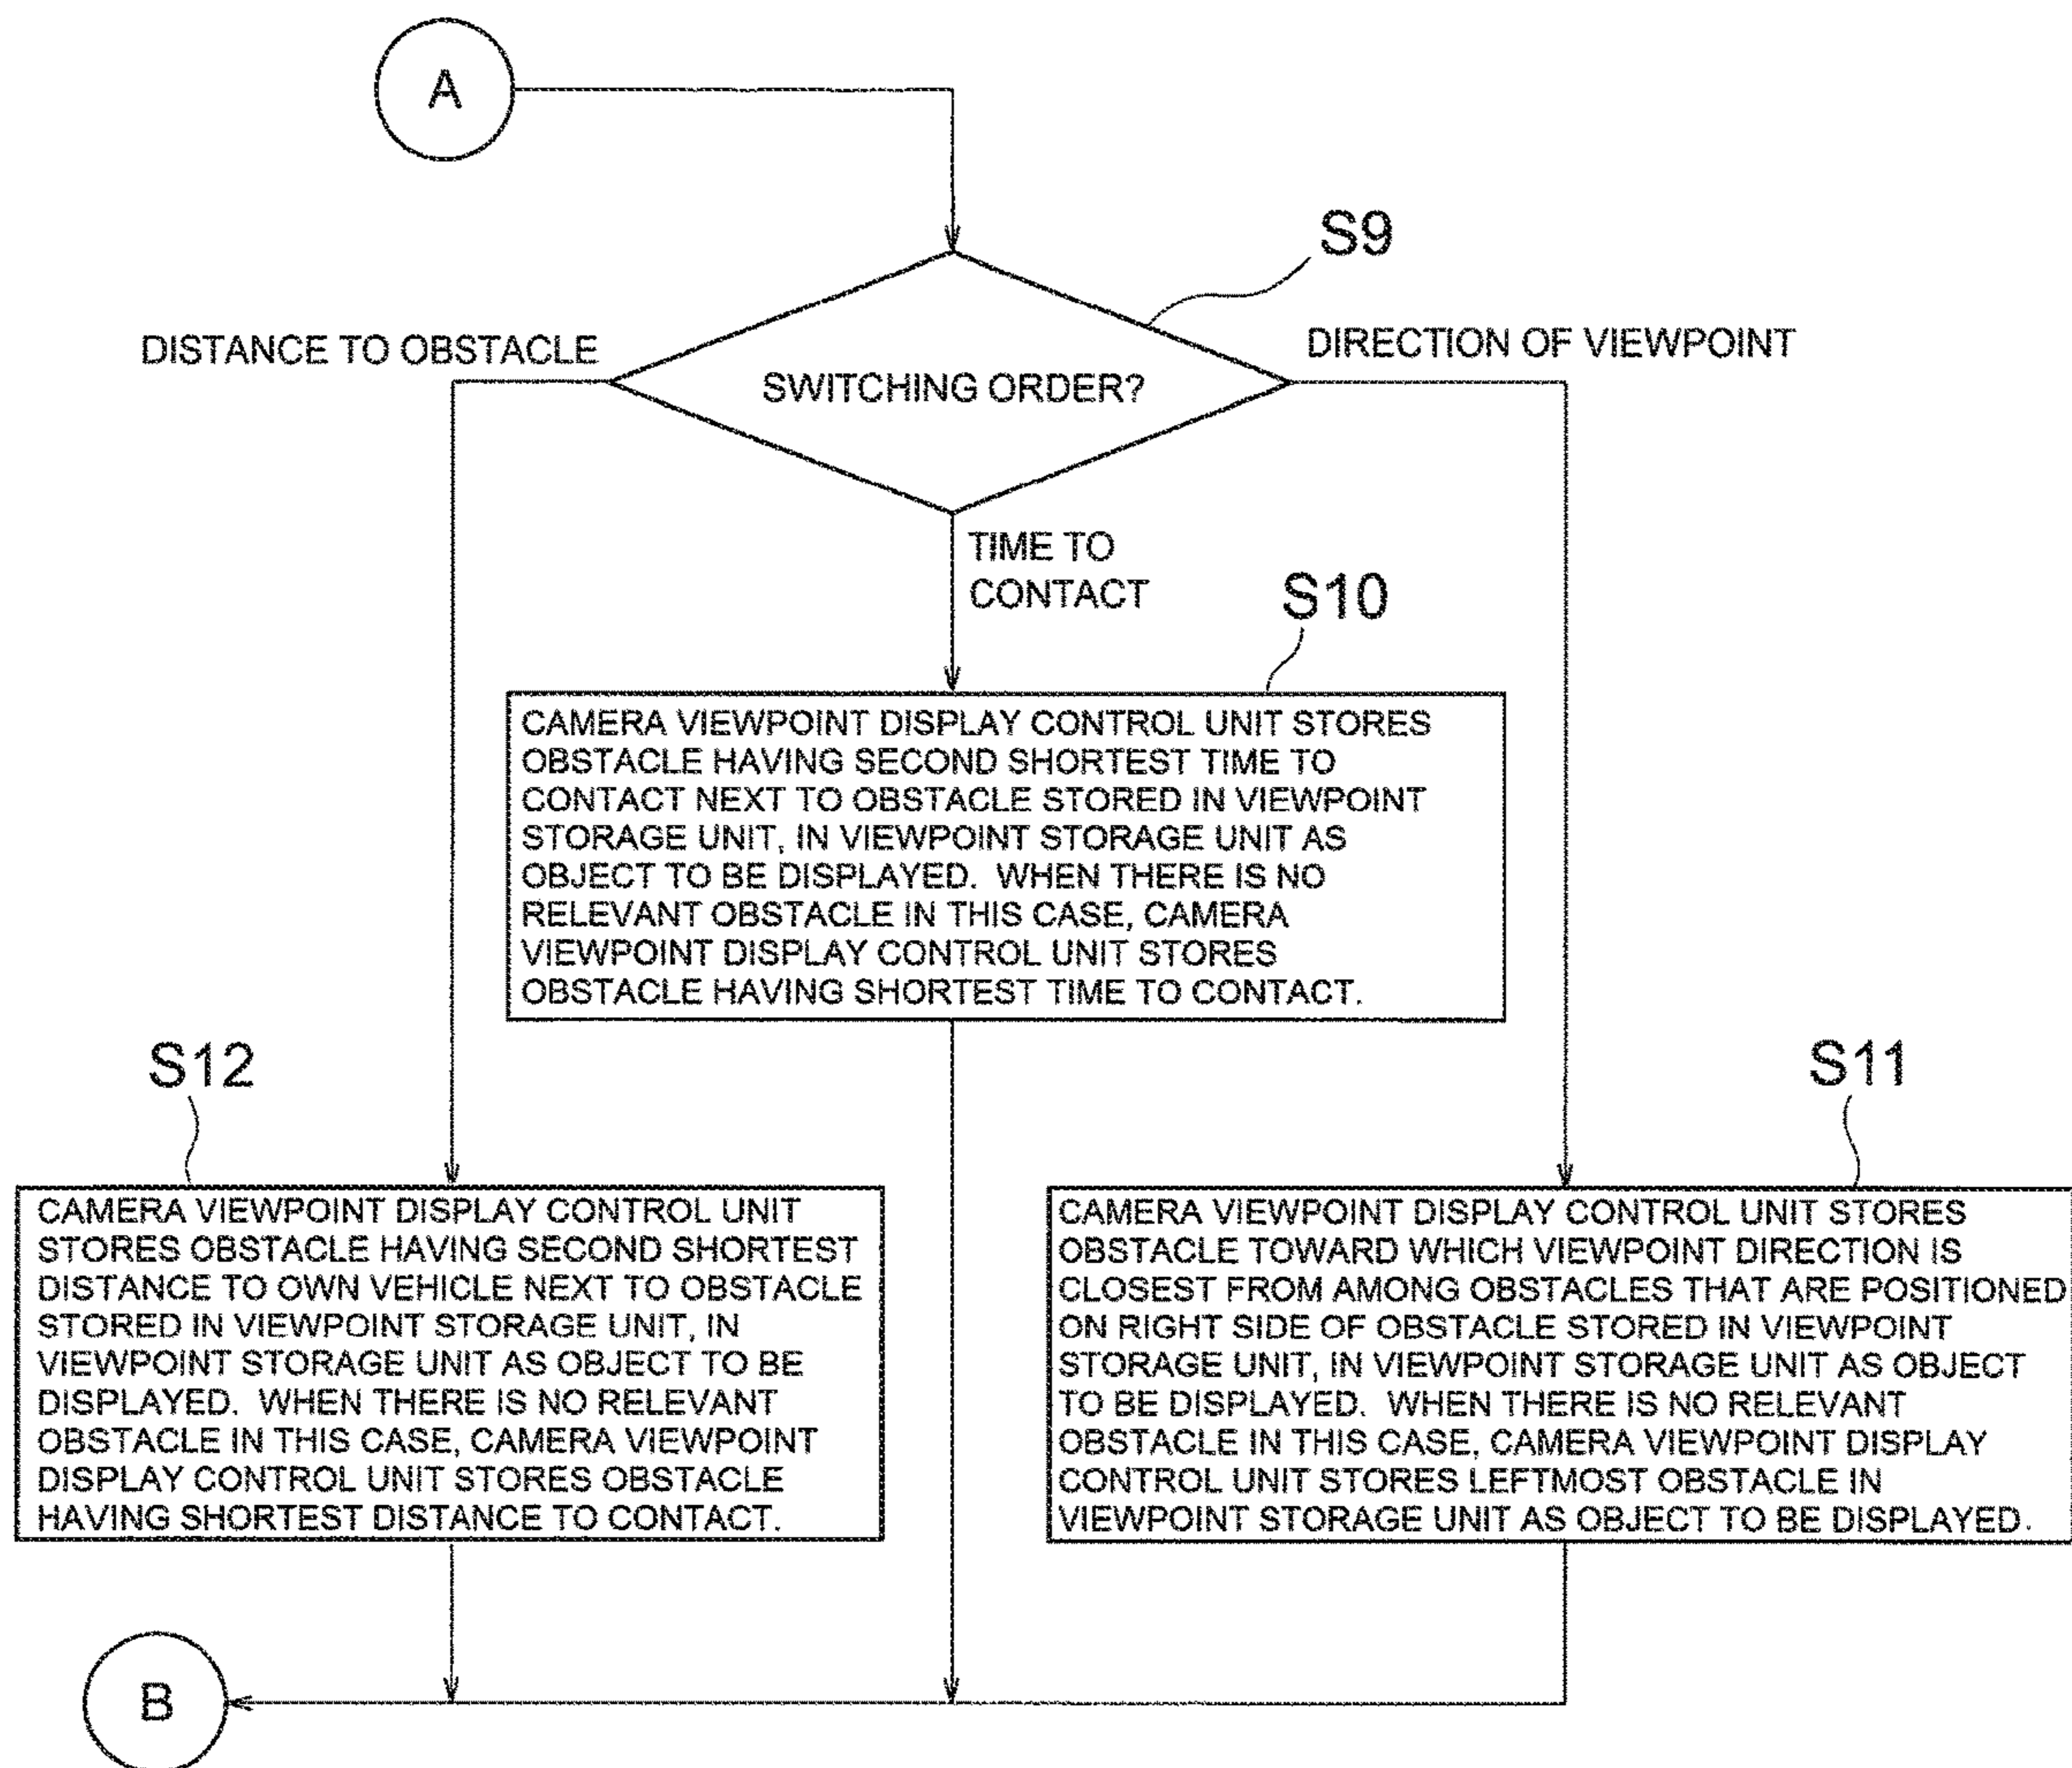 A
S9
DISTANCE TO OBSTACLE
DIRECTION OF VIEWPOINT
SWITCHING ORDER?
TIME TO
CONTACT
S10
CAMERA VIEWPOINT DISPLAY CONTROL UNIT STORES
OBSTACLE HAVING SECOND SHORTEST TIME TO
CONTACT NEXT TO OBSTACLE STORED IN VIEWPOINT
STORAGE UNIT, IN VIEWPOINT STORAGE UNIT AS
OBJECT TO BE DISPLAYED. WHEN THERE IS NO
RELEVANT OBSTACLE IN THIS CASE, CAMERA
VIEWPOINT DISPLAY CONTROL UNIT STORES
OBSTACLE HAVING SHORTEST TIME TO CONTACT.
S12
CAMERA VIEWPOINT DISPLAY CONTROL UNIT
STORES OBSTACLE HAVING SECOND SHORTEST
DISTANCE TO OWN VEHICLE NEXT TO OBSTACLE
STORED IN VIEWPOINT STORAGE UNIT, IN
VIEWPOINT STORAGE UNIT AS OBJECT TO BE
DISPLAYED. WHEN THERE IS NO RELEVANT
OBSTACLE IN THIS CASE, CAMERA VIEWPOINT
DISPLAY CONTROL UNIT STORES OBSTACLE
HAVING SHORTEST DISTANCE TO CONTACT.
S11
CAMERA VIEWPOINT DISPLAY CONTROL UNIT STORES
OBSTACLE TOWARD WHICH VIEWPOINT DIRECTION IS
CLOSEST FROM AMONG OBSTACLES THAT ARE POSITIONED
ON RIGHT SIDE OF OBSTACLE STORED IN VIEWPOINT
STORAGE UNIT, IN VIEWPOINT STORAGE UNIT AS OBJECT
TO BE DISPLAYED. WHEN THERE IS NO RELEVANT
OBSTACLE IN THIS CASE, CAMERA VIEWPOINT DISPLAY
CONTROL UNIT STORES LEFTMOST OBSTACLE IN
VIEWPOINT STORAGE UNIT AS OBJECT TO BE DISPLAYED.
B